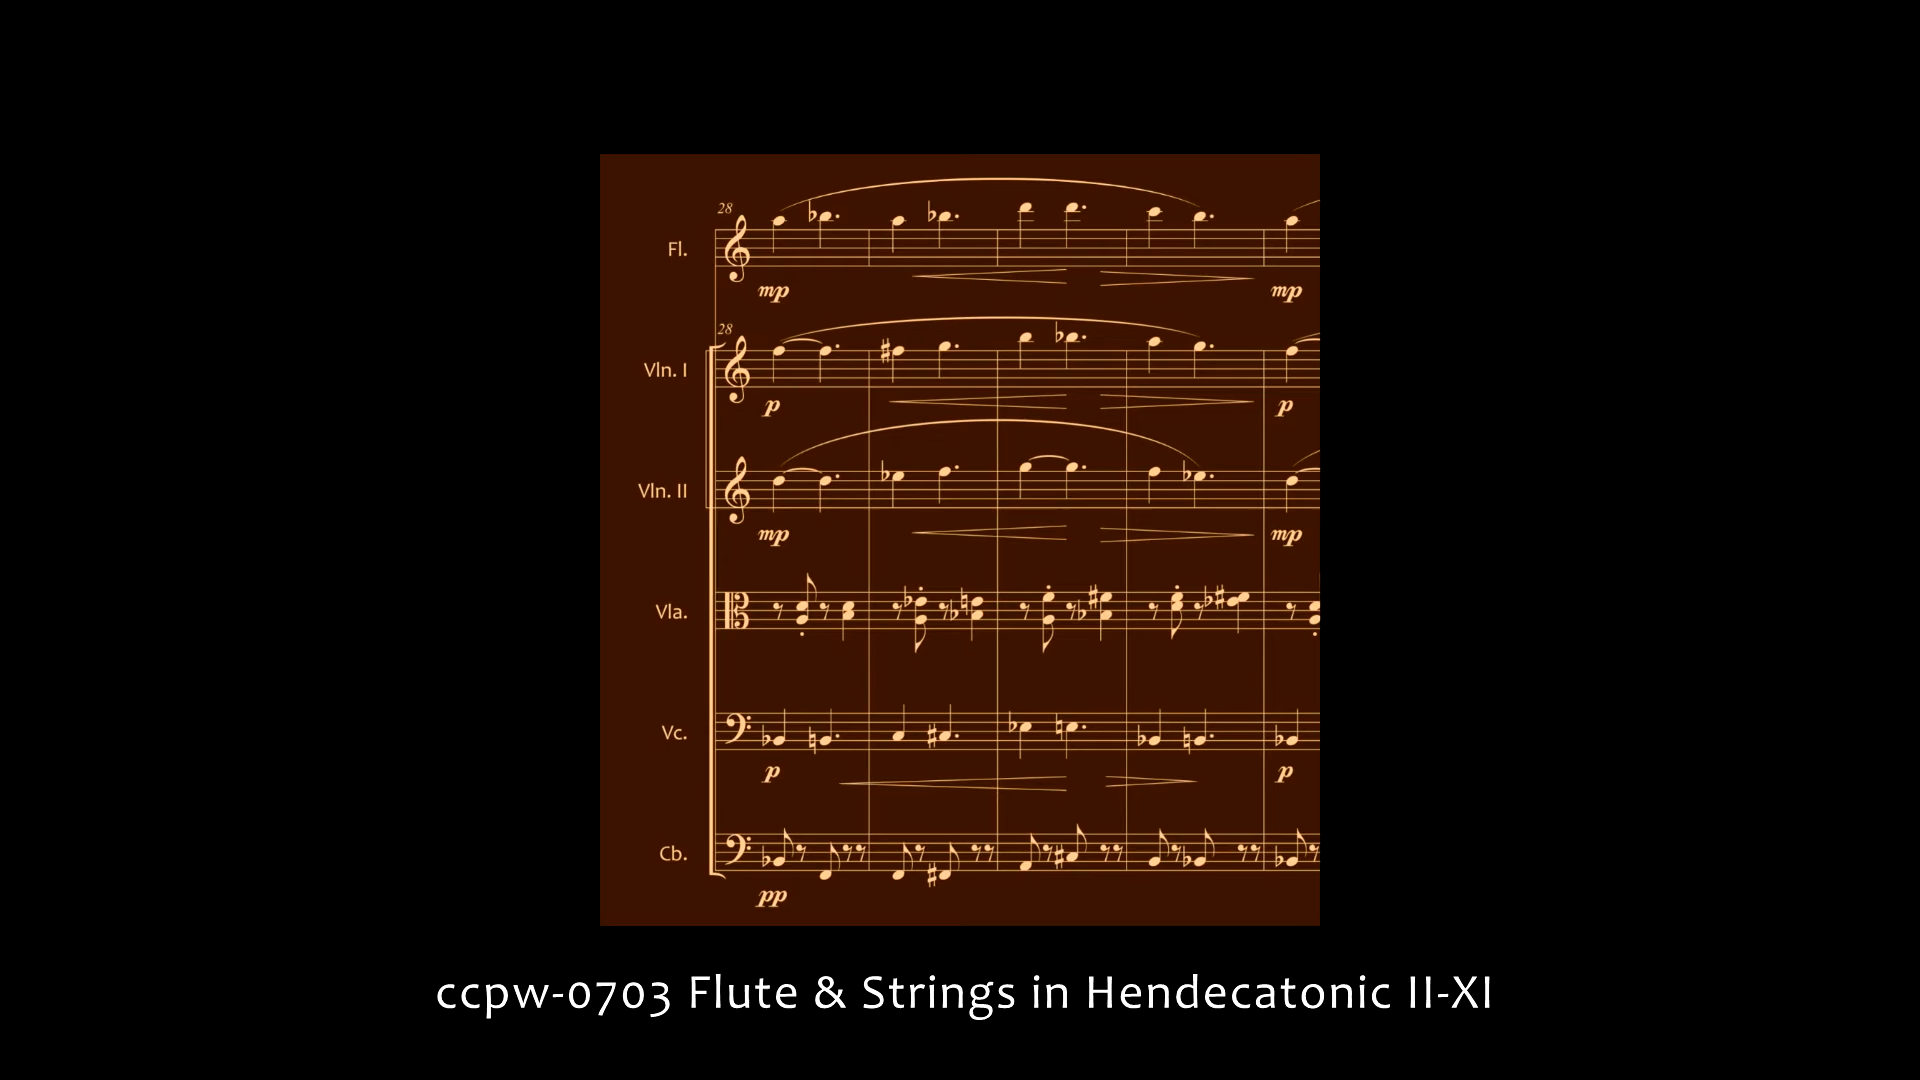 28
Fl.
mp mp
28
Vln. I
p p
Vln. II
mp mp
Vla.
Vc.
p p
Cb.
pp
ccpw-0703 Flute & Strings in Hendecatonic II-XI